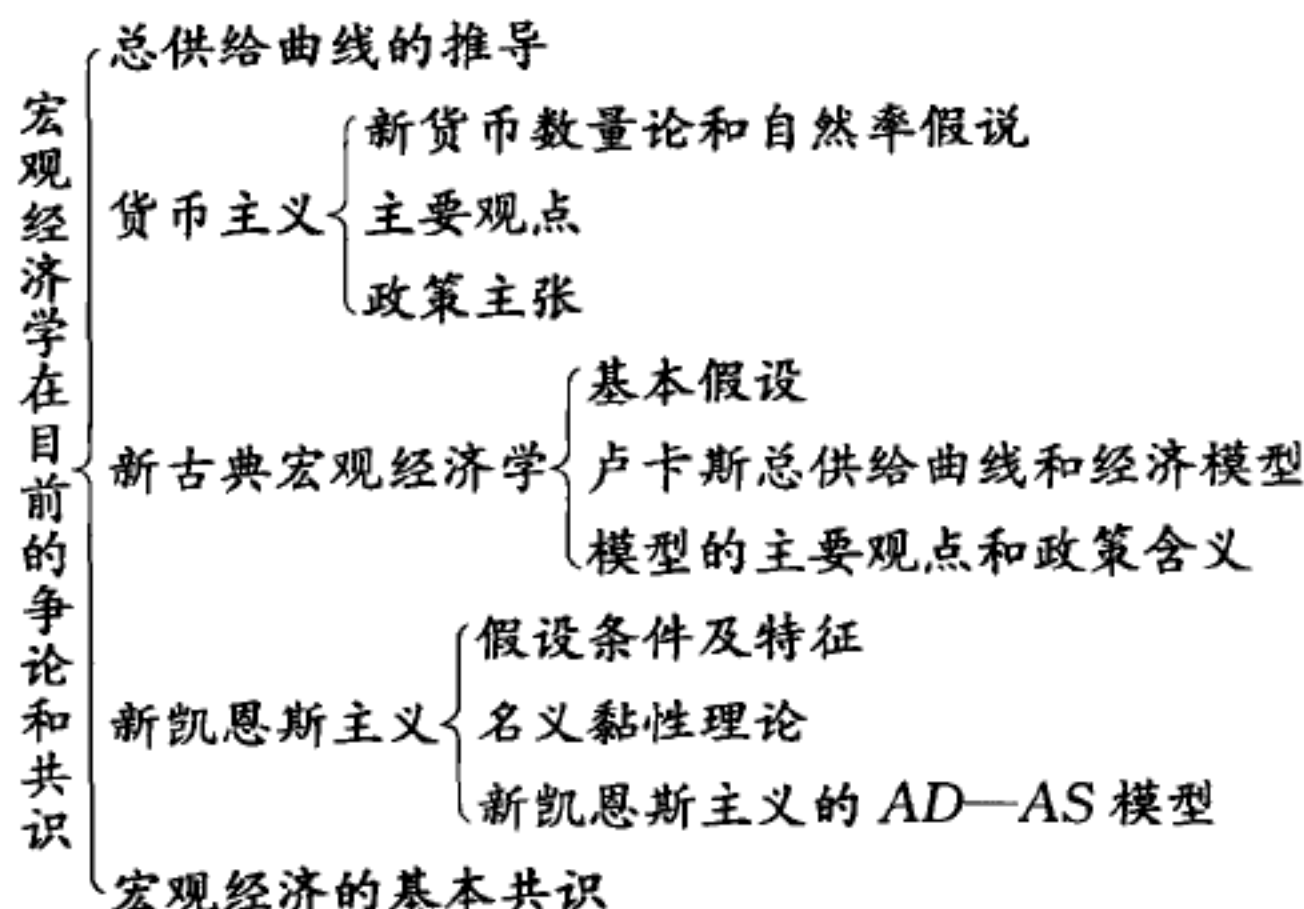 宏观经济学在目前的争论和共识
总供给曲线的推导
货币主义
新货币数量论和自然率假说
主要观点
政策主张
新古典宏观经济学
基本假设
卢卡斯总供给曲线和经济模型
模型的主要观点和政策含义
新凯恩斯主义
假设条件及特征
名义黏性理论
新凯恩斯主义的 AD—AS 模型
宏观经济的基本共识